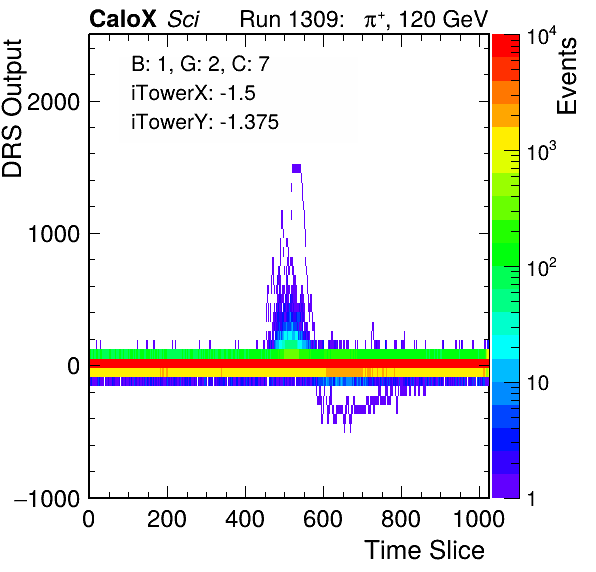 CaloX Sci Run 1309: π⁺, 120 GeV
DRS Output
Events
B: 1, G: 2, C: 7
iTowerX: -1.5
iTowerY: -1.375
2000
1000
0
−1000
0 200 400 600 800 1000
Time Slice
10⁴
10³
10²
10
1